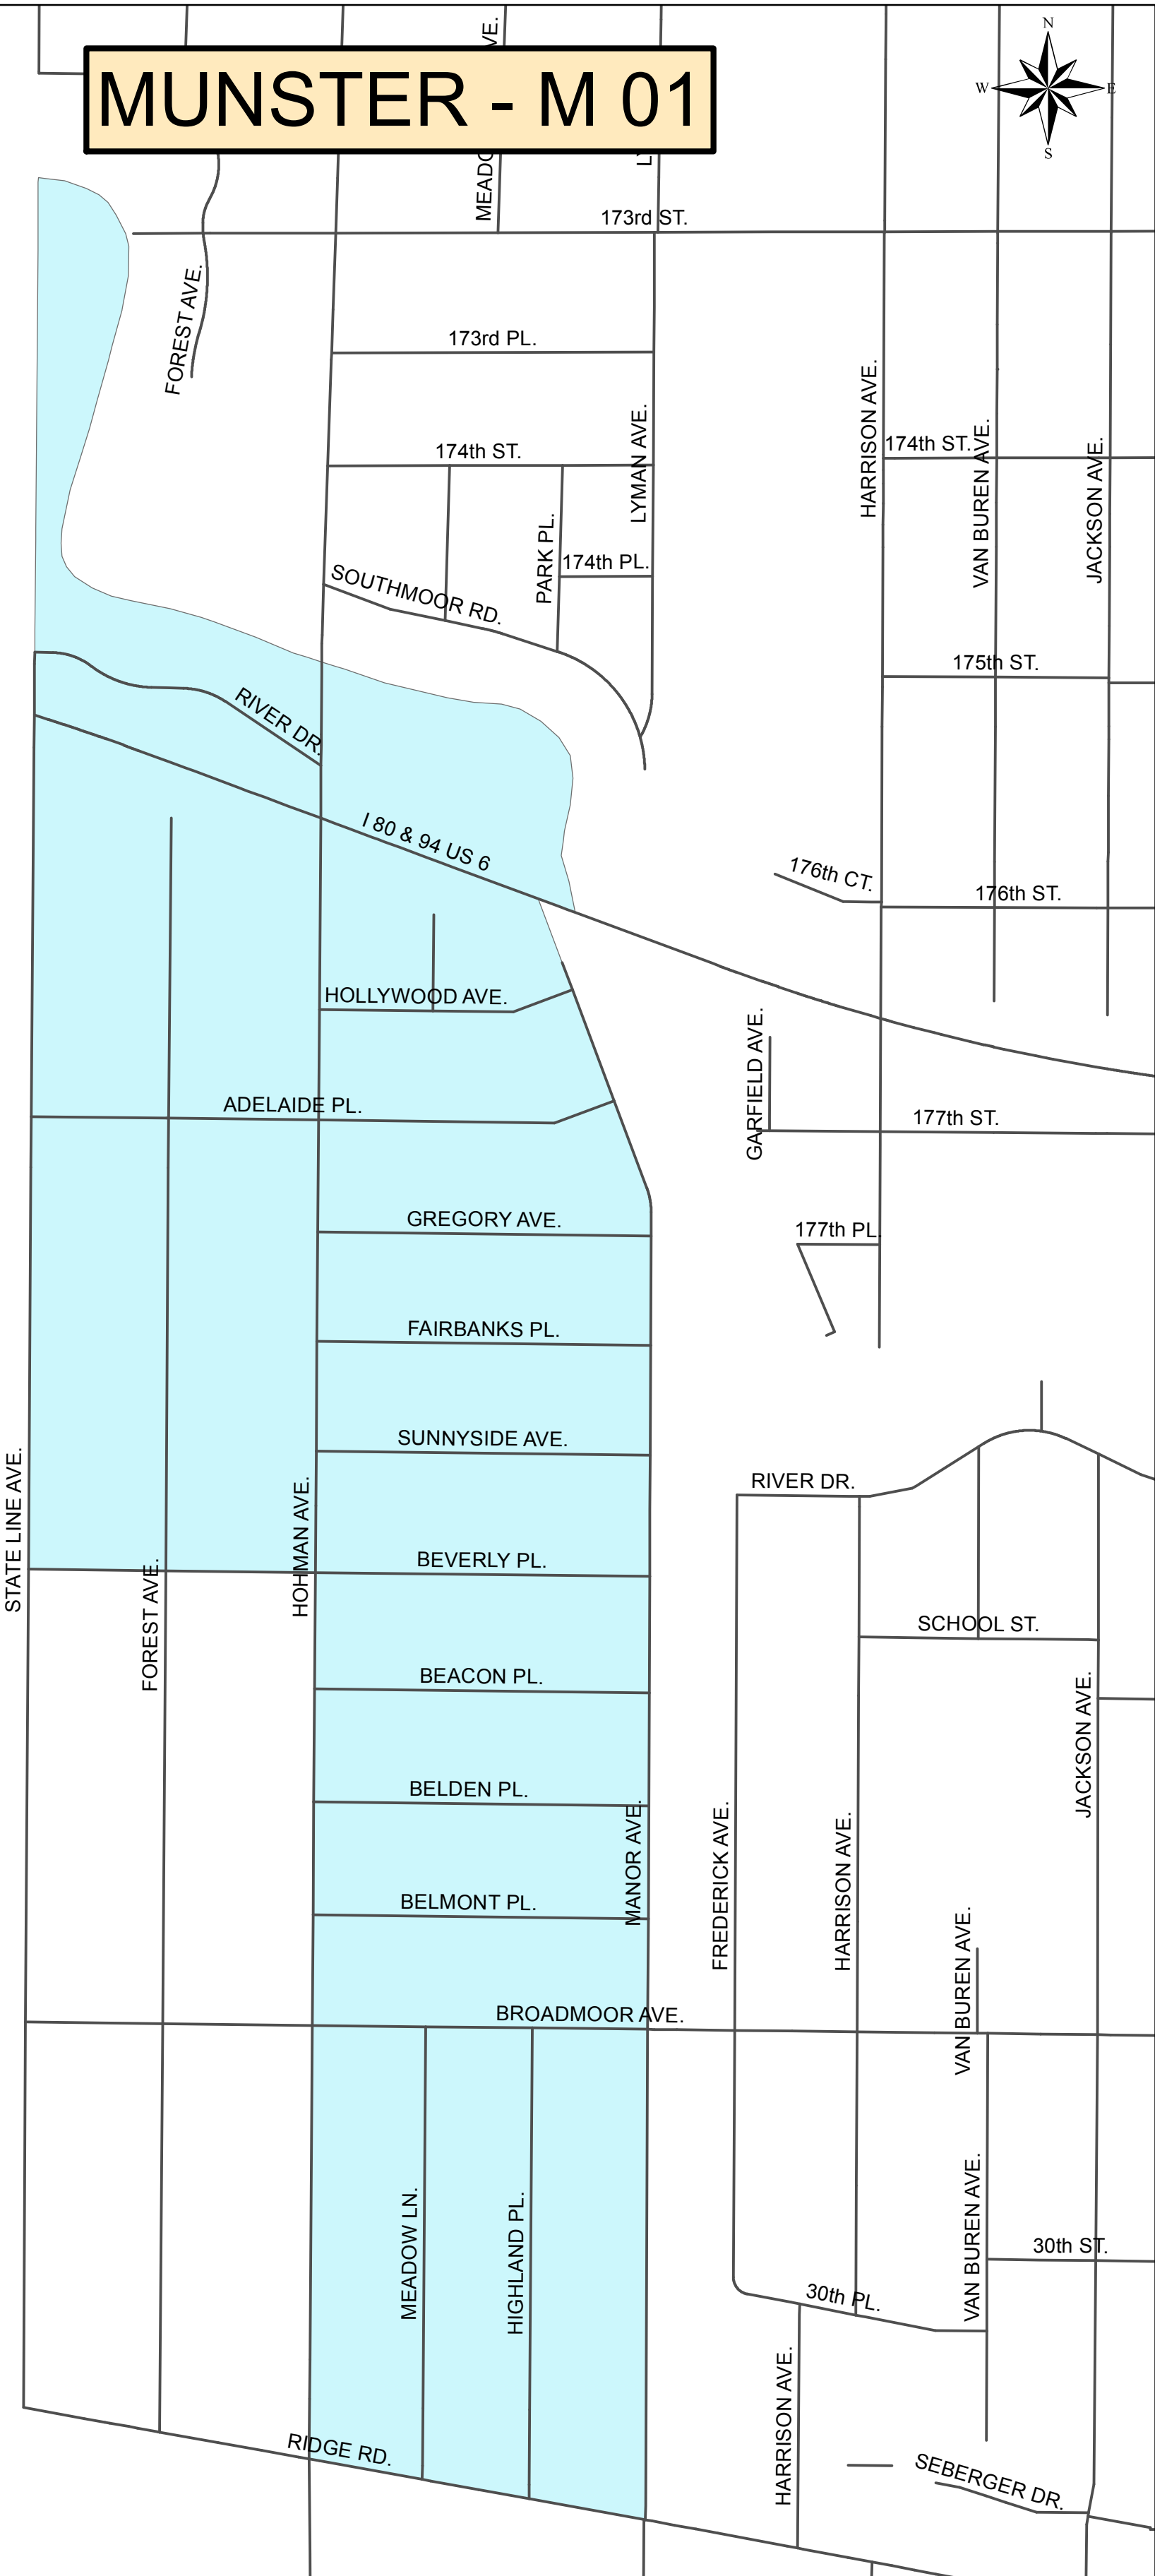 MEADO VE.
N
W E
S
MUNSTER - M 01
LY
173rd ST.
FOREST AVE.
173rd PL.
HARRISON AVE.
LYMAN AVE.
174th ST.
174th ST.
VAN BUREN AVE.
JACKSON AVE.
PARK PL.
174th PL.
SOUTHMOOR RD.
175th ST.
RIVER DR.
I 80 & 94 US 6
176th CT.
176th ST.
HOLLYWOOD AVE.
GARFIELD AVE.
ADELAIDE PL.
177th ST.
GREGORY AVE.
177th PL.
FAIRBANKS PL.
SUNNYSIDE AVE.
STATE LINE AVE.
HOHMAN AVE.
RIVER DR.
BEVERLY PL.
FOREST AVE.
SCHOOL ST.
BEACON PL.
JACKSON AVE.
BELDEN PL.
MANOR AVE.
FREDERICK AVE.
HARRISON AVE.
BELMONT PL.
VAN BUREN AVE.
BROADMOOR AVE.
VAN BUREN AVE.
MEADOW LN.
HIGHLAND PL.
30th ST.
30th PL.
HARRISON AVE.
RIDGE RD.
SEBERGER DR.